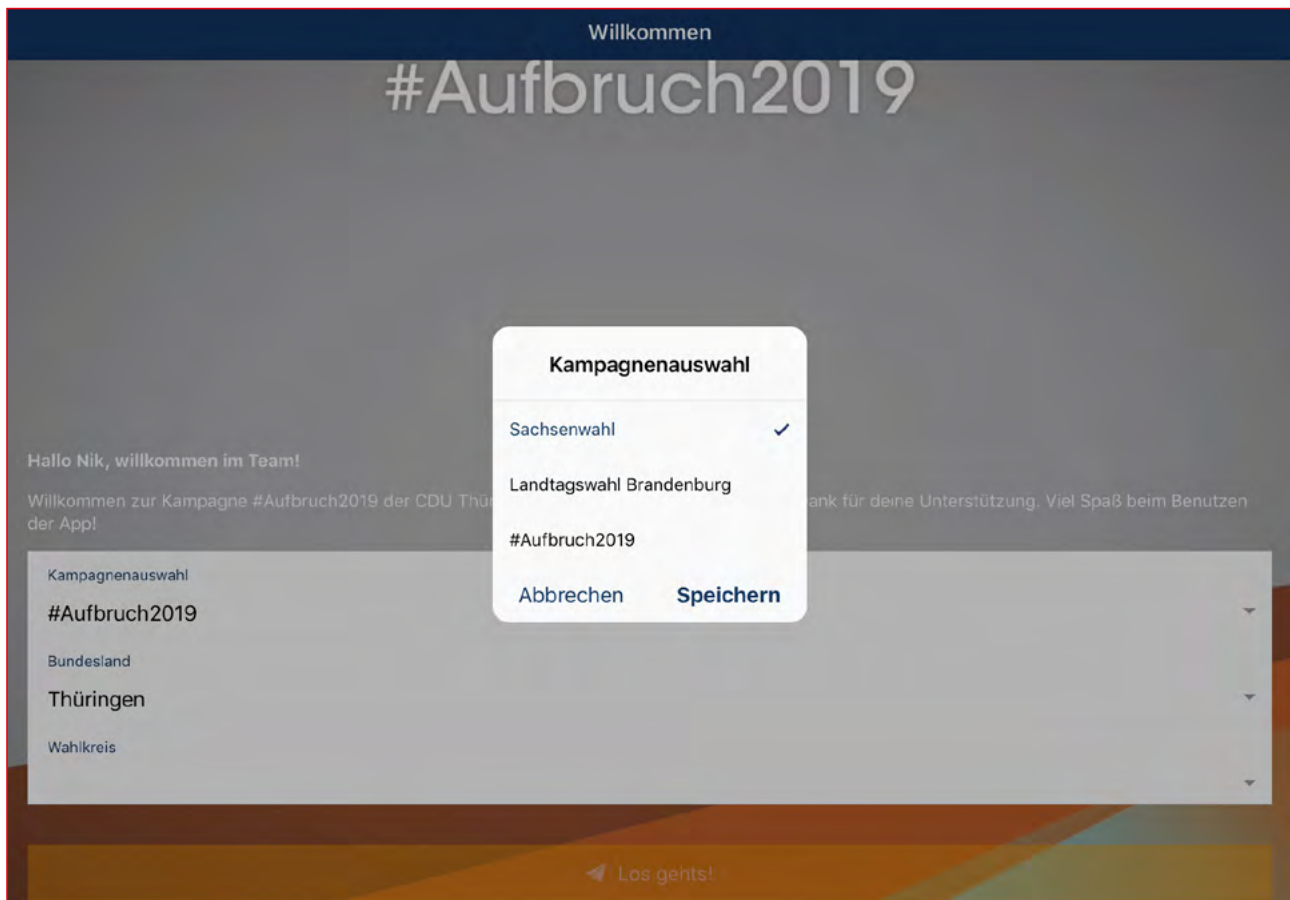 Willkommen
#Aufbruch2019
Hallo Nik, willkommen im Team!
Willkommen zur Kampagne #Aufbruch2019 der CDU Thü ank für deine Unterstützung. Viel Spaß beim Benutzen
der App!
Kampagnenauswahl
Sachsenwahl
Landtagswahl Brandenburg
#Aufbruch2019
Abbrechen Speichern
Kampagnenauswahl
#Aufbruch2019
Bundesland
Thüringen
Wahlkreis
Los gehts!